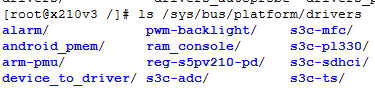 [root@x210v3 /]# ls /sys/bus/platform/drivers
alarm/ pwm-backlight/ s3c-mfc/
android_pmem/ ram_console/ s3c-pl330/
arm-pmu/ reg-s5pv210-pd/ s3c-sdhci/
device_to_driver/ s3c-adc/ s3c-ts/